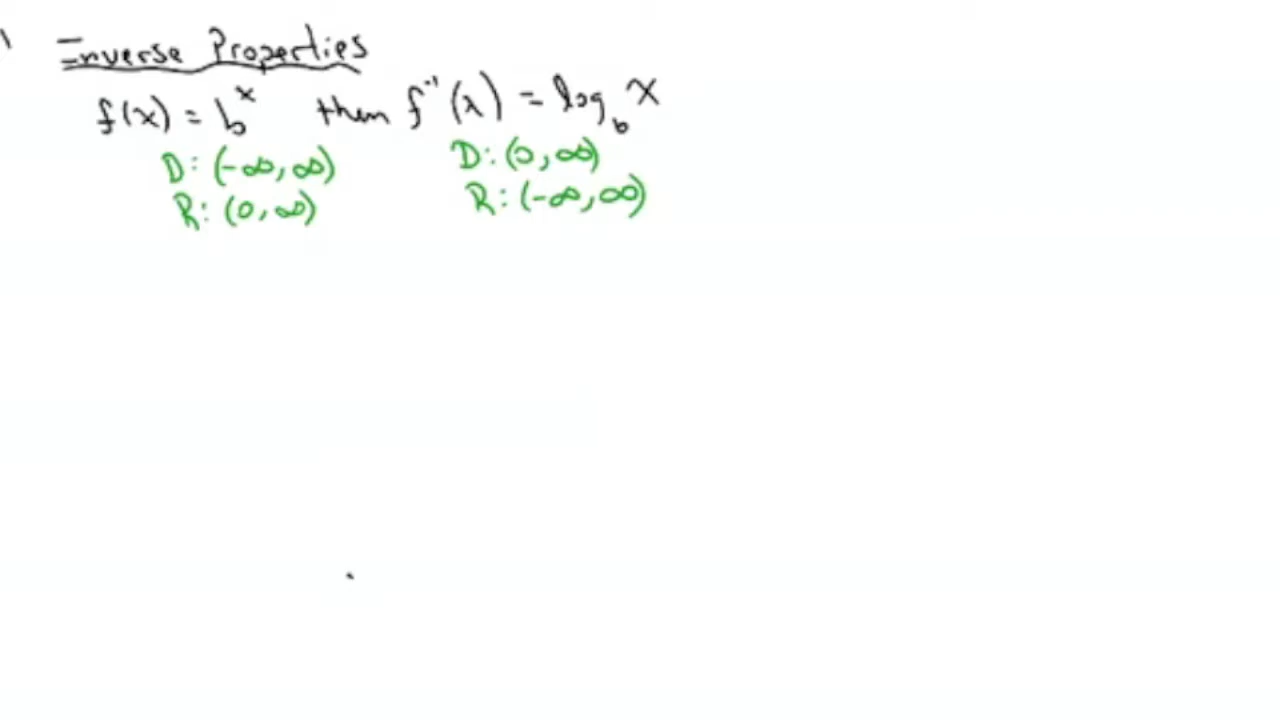 Inverse Properties
f(x) = b^x then f^-1(x) = log_b x
D: (-∞, ∞) D: (0, ∞)
R: (0, ∞) R: (-∞, ∞)